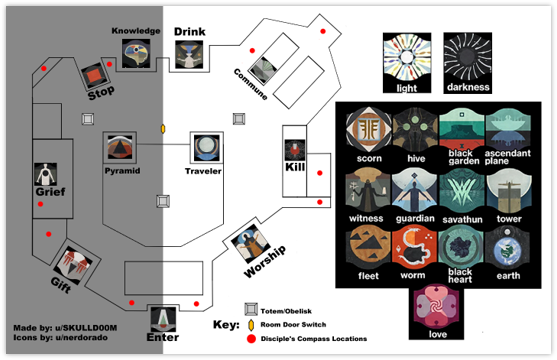 Knowledge
Drink
Stop
Commune
light
darkness
Pyramid
Traveler
Kill
Grief
Gift
Worship
Enter
scorn
hive
black garden
ascendant plane
witness
guardian
savathun
tower
fleet
worm
black heart
earth
love
Totem/Obelisk
Key:
Room Door Switch
Disciple's Compass Locations
Made by: u/SKULLD00M
Icons by: u/nerdorado